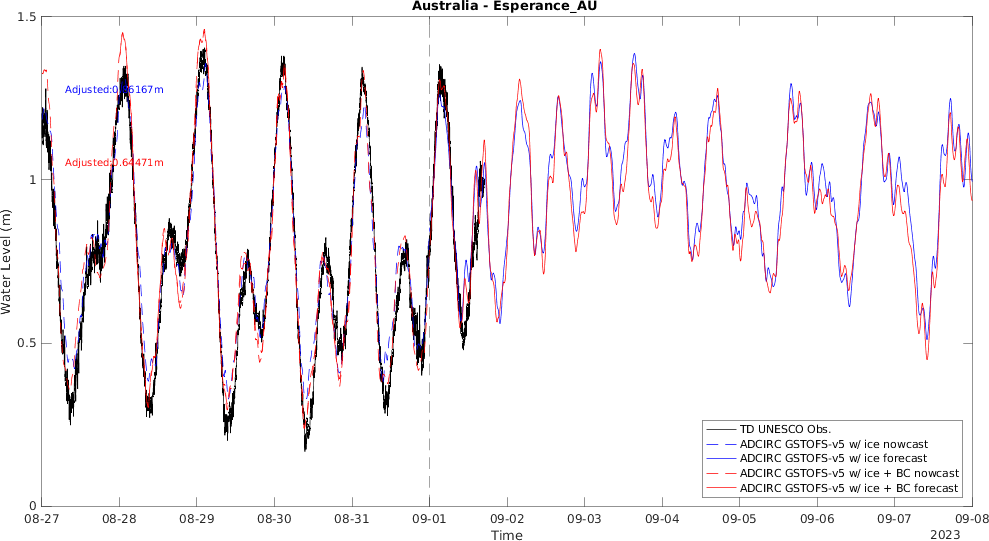 Australia - Esperance_AU
1.5
1
0.5
0
Water Level (m)
Adjusted:0.66167m
Adjusted:0.64471m
TD UNESCO Obs.
ADCIRC GSTOFS-v5 w/ ice nowcast
ADCIRC GSTOFS-v5 w/ ice forecast
ADCIRC GSTOFS-v5 w/ ice + BC nowcast
ADCIRC GSTOFS-v5 w/ ice + BC forecast
08-27 08-28 08-29 08-30 08-31 09-01 09-02 09-03 09-04 09-05 09-06 09-07 09-08
Time
2023